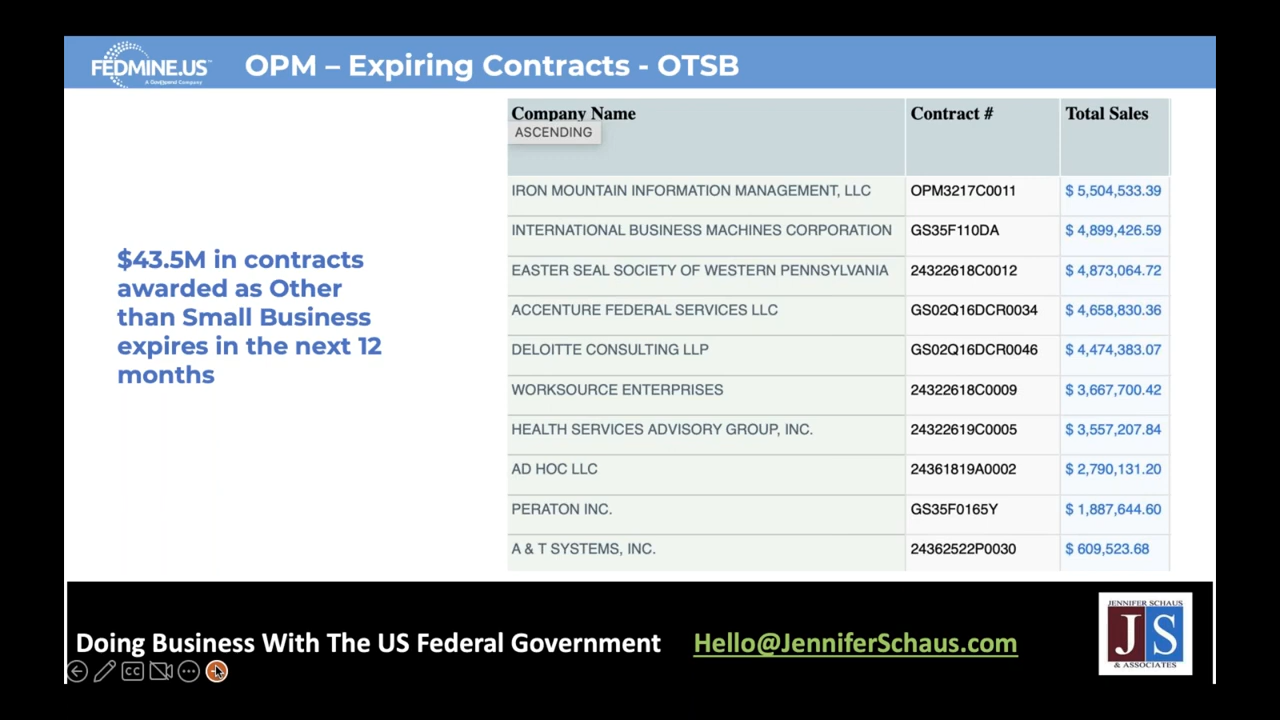 FEDMINE.US™
A GovSpend Company
OPM – Expiring Contracts - OTSB
$43.5M in contracts
awarded as Other
than Small Business
expires in the next 12
months
Company Name Contract # Total Sales
ASCENDING
IRON MOUNTAIN INFORMATION MANAGEMENT, LLC OPM3217C0011 $ 5,504,533.39
INTERNATIONAL BUSINESS MACHINES CORPORATION GS35F110DA $ 4,899,426.59
EASTER SEAL SOCIETY OF WESTERN PENNSYLVANIA 24322618C0012 $ 4,873,064.72
ACCENTURE FEDERAL SERVICES LLC GS02Q16DCR0034 $ 4,658,830.36
DELOITTE CONSULTING LLP GS02Q16DCR0046 $ 4,474,383.07
WORKSOURCE ENTERPRISES 24322618C0009 $ 3,667,700.42
HEALTH SERVICES ADVISORY GROUP, INC. 24322619C0005 $ 3,557,207.84
AD HOC LLC 24361819A0002 $ 2,790,131.20
PERATON INC. GS35F0165Y $ 1,887,644.60
A & T SYSTEMS, INC. 24362522P0030 $ 609,523.68
Doing Business With The US Federal Government Hello@JenniferSchaus.com
JENNIFER SCHAUS
JS
& ASSOCIATES
CC